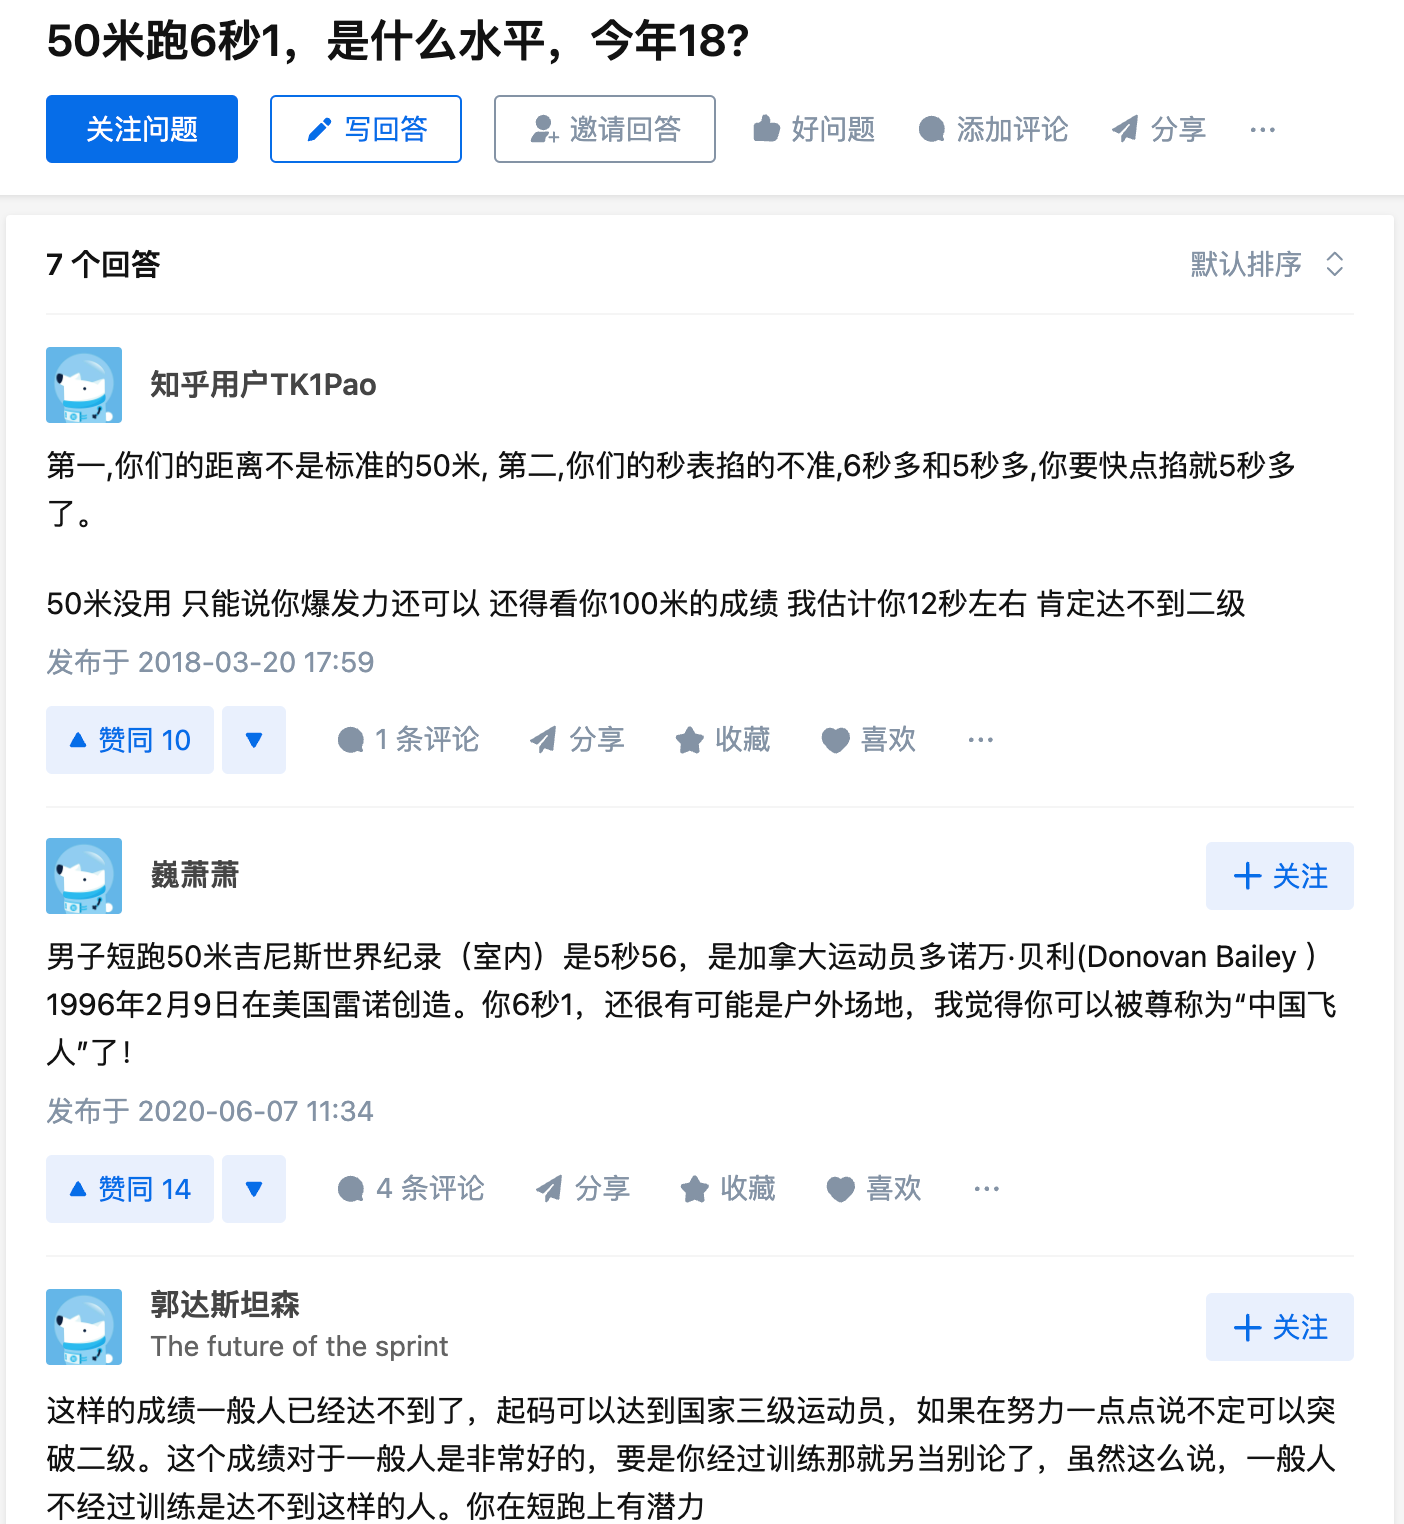 50米跑6秒1，是什么水平，今年18?
关注问题 写回答 邀请回答 好问题 添加评论 分享 ···
7 个回答 默认排序
知乎用户TK1Pao
第一,你们的距离不是标准的50米, 第二,你们的秒表掐的不准,6秒多和5秒多,你要快点掐就5秒多
了。
50米没用 只能说你爆发力还可以 还得看你100米的成绩 我估计你12秒左右 肯定达不到二级
发布于 2018-03-20 17:59
赞同 10 1 条评论 分享 收藏 喜欢 ···
巍萧萧
关注
男子短跑50米吉尼斯世界纪录（室内）是5秒56，是加拿大运动员多诺万·贝利(Donovan Bailey ）
1996年2月9日在美国雷诺创造。你6秒1，还很有可能是户外场地，我觉得你可以被尊称为“中国飞
人”了！
发布于 2020-06-07 11:34
赞同 14 4 条评论 分享 收藏 喜欢 ···
郭达斯坦森
The future of the sprint
关注
这样的成绩一般人已经达不到了，起码可以达到国家三级运动员，如果在努力一点点说不定可以突
破二级。这个成绩对于一般人是非常好的，要是你经过训练那就另当别论了，虽然这么说，一般人
不经过训练是达不到这样的人。你在短跑上有潜力